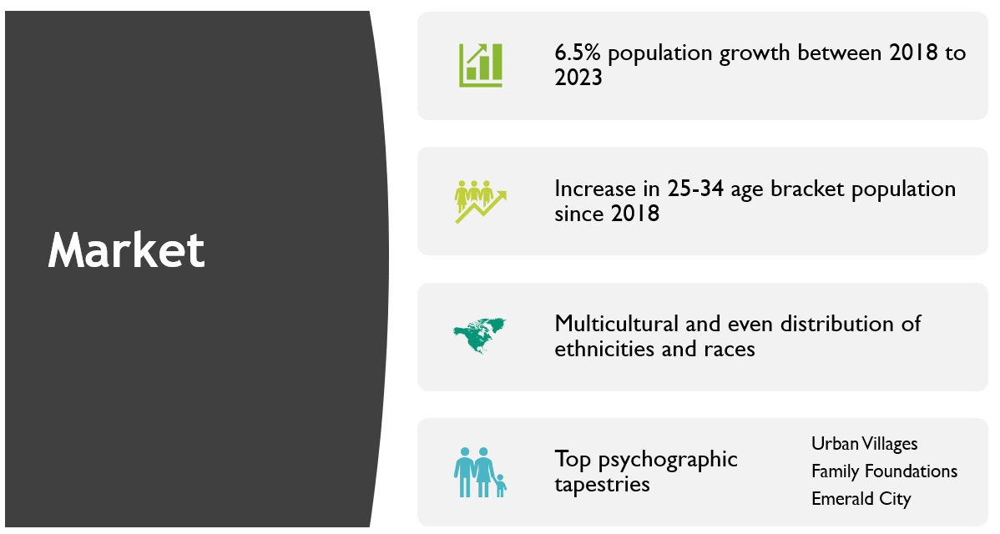 Market
6.5% population growth between 2018 to
2023
Increase in 25-34 age bracket population
since 2018
Multicultural and even distribution of
ethnicities and races
Top psychographic
tapestries
Urban Villages
Family Foundations
Emerald City